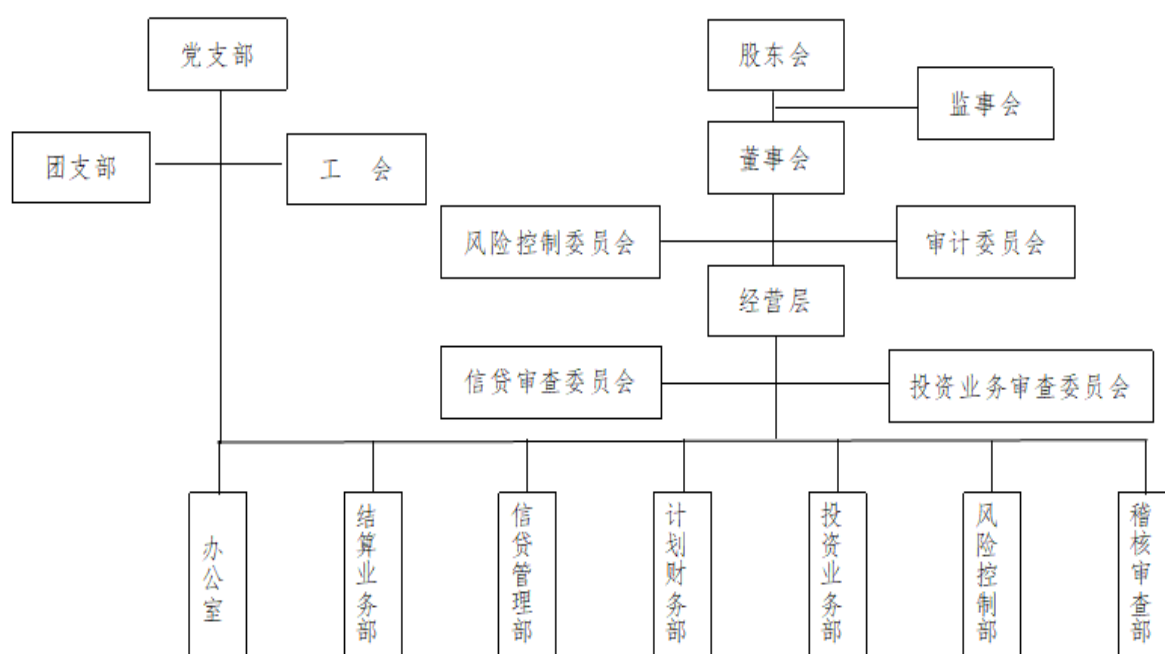 党支部
股东会
监事会
团支部
工 会
董事会
风险控制委员会
审计委员会
经营层
信贷审查委员会
投资业务审查委员会
办公室
结算业务部
信贷管理部
计划财务部
投资业务部
风险控制部
稽核审查部